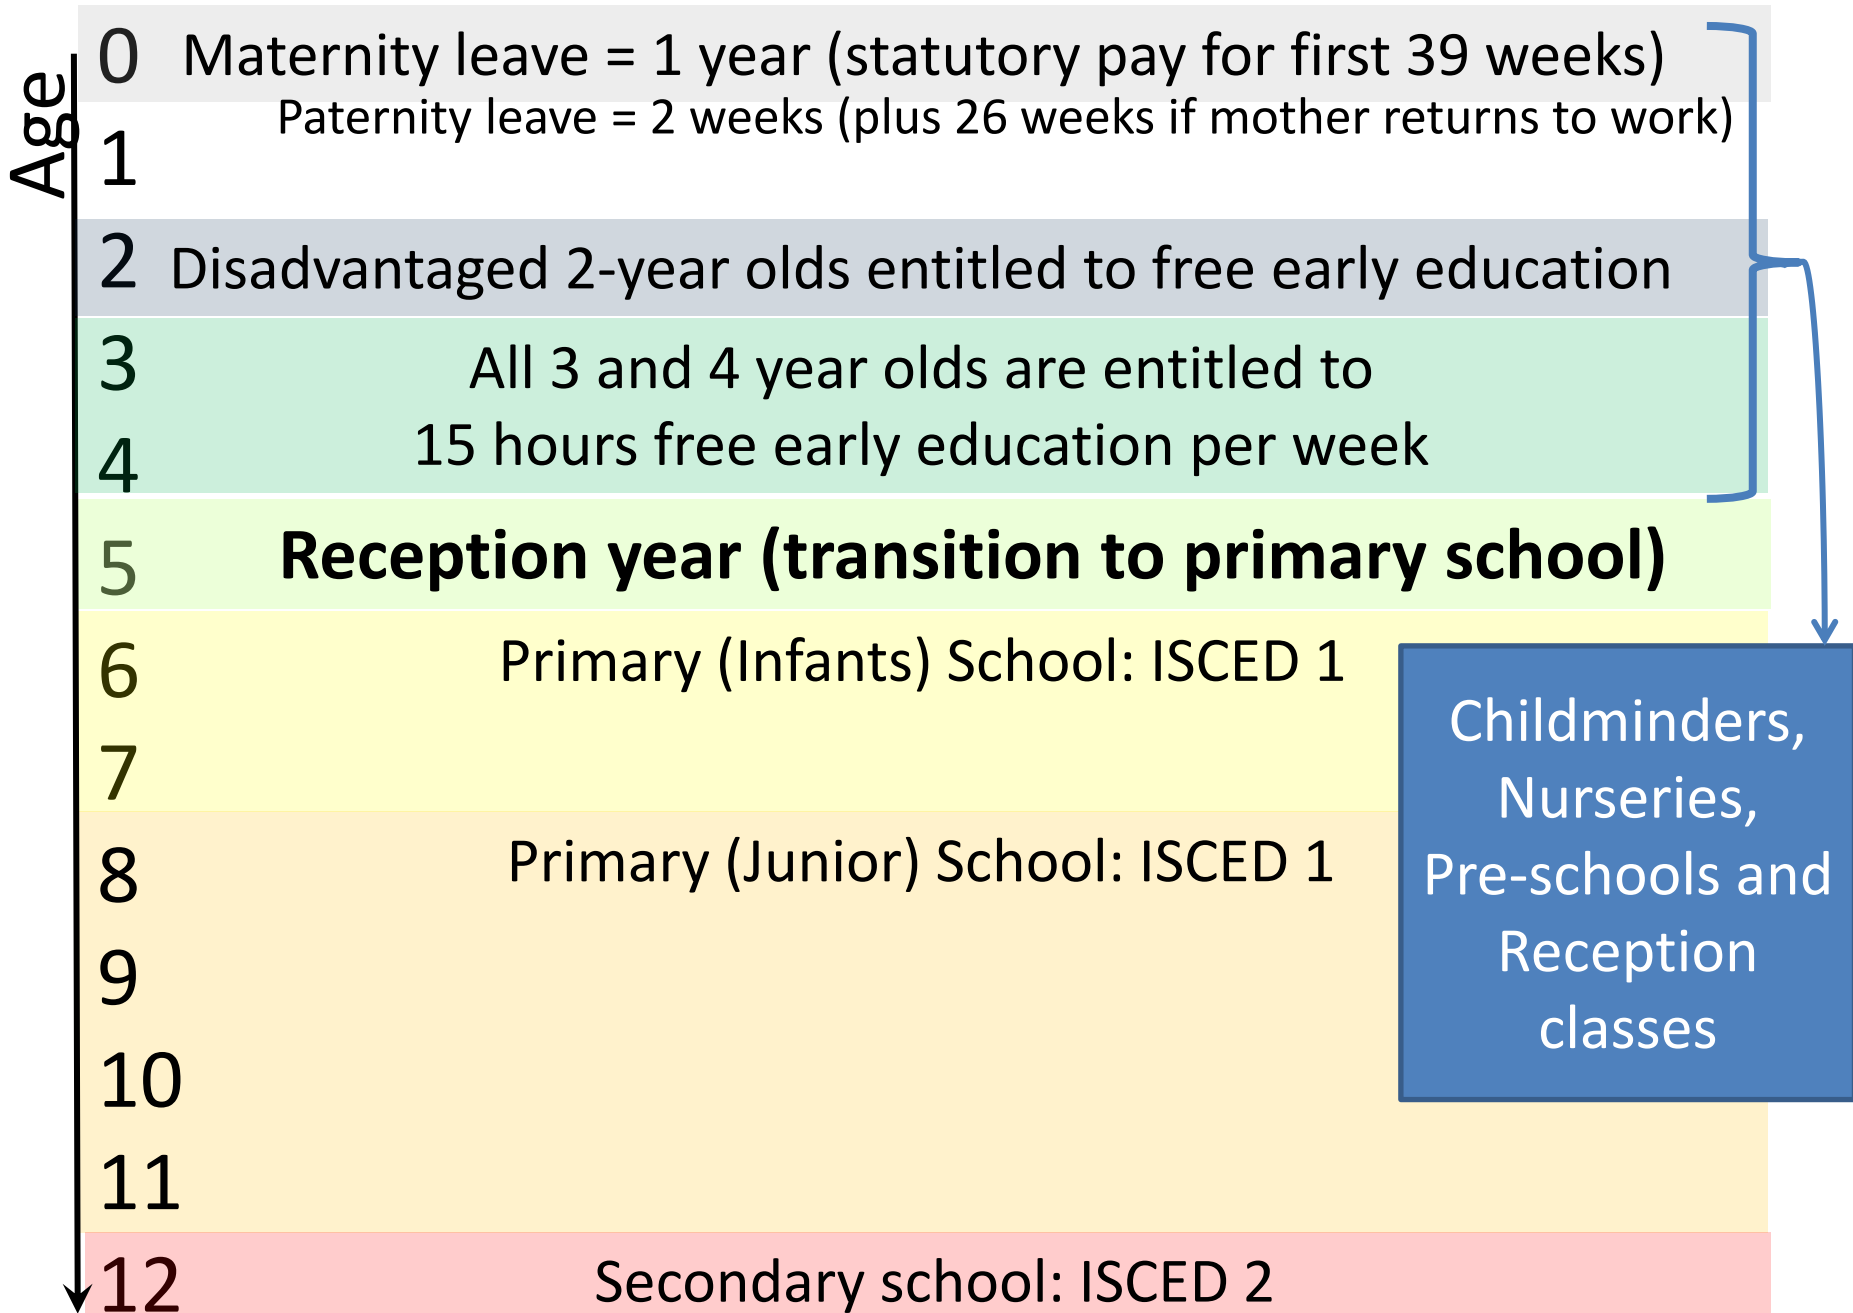 Age
0 Maternity leave = 1 year (statutory pay for first 39 weeks)
Paternity leave = 2 weeks (plus 26 weeks if mother returns to work)
1
2 Disadvantaged 2-year olds entitled to free early education
3 All 3 and 4 year olds are entitled to
4 15 hours free early education per week
5 Reception year (transition to primary school)
6 Primary (Infants) School: ISCED 1
7
8 Primary (Junior) School: ISCED 1
9
10
11
12 Secondary school: ISCED 2
Childminders,
Nurseries,
Pre-schools and
Reception
classes